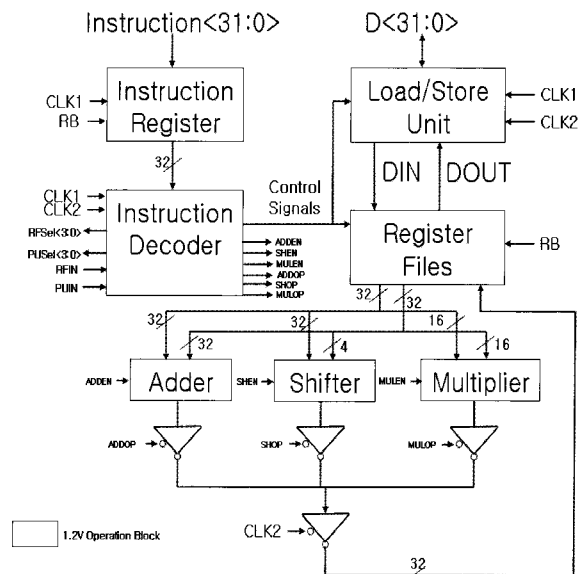 Instruction<31:0>
D<31:0>
CLK1
RB
Instruction
Register
Load/Store
Unit
CLK1
CLK2
32
DIN
DOUT
Control
Signals
CLK1
CLK2
RFSel<3:0>
PUSel<3:0>
RFIN
PUIN
Instruction
Decoder
ADDEN
SHEN
MULEN
ADDOP
SHOP
MULOP
Register
Files
RB
32
32
32
32
32
4
16
16
ADDEN
Adder
SHEN
Shifter
MULEN
Multiplier
ADDOP
SHOP
MULOP
CLK2
1.2V Operation Block
32